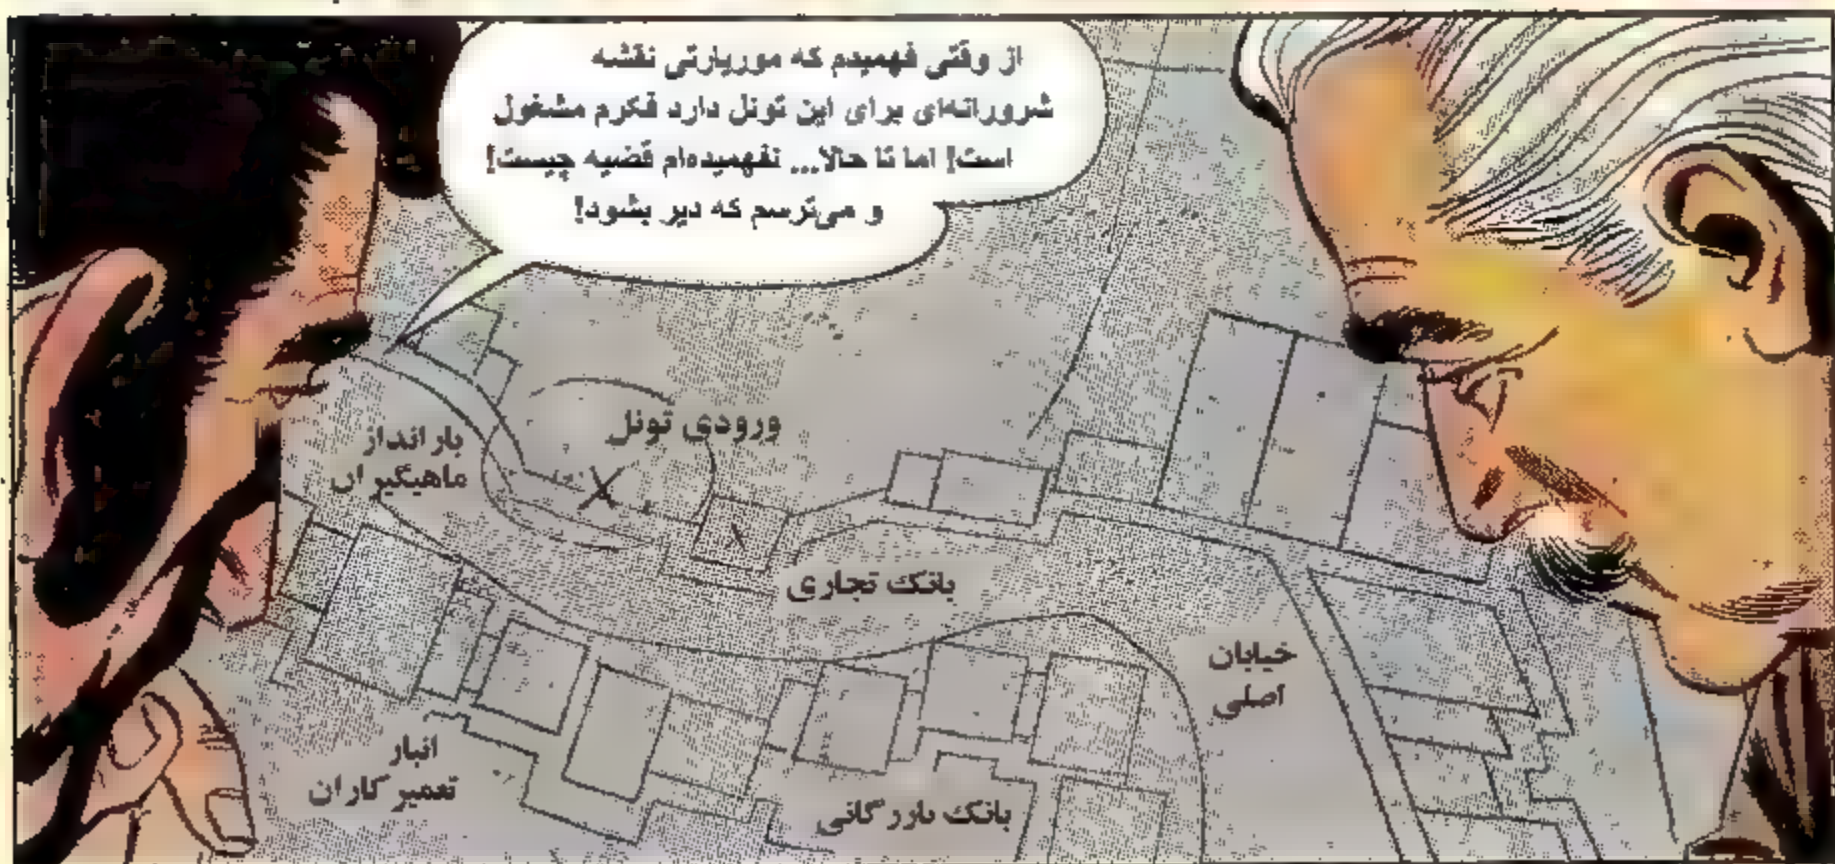 از وقتی فهمیدم که موریارتی نقشه
شرورانه‌ای برای این تونل دارد فکرم مشغول
است! اما تا حالا... نفهمیده‌ام قضیه چیست!
و می‌ترسم که دیر بشود!
ورودی تونل
بارانداز
ماهیگیران
بانک تجاری
خیابان
اصلی
انبار
تعمیرکاران
بانک بازرگانی